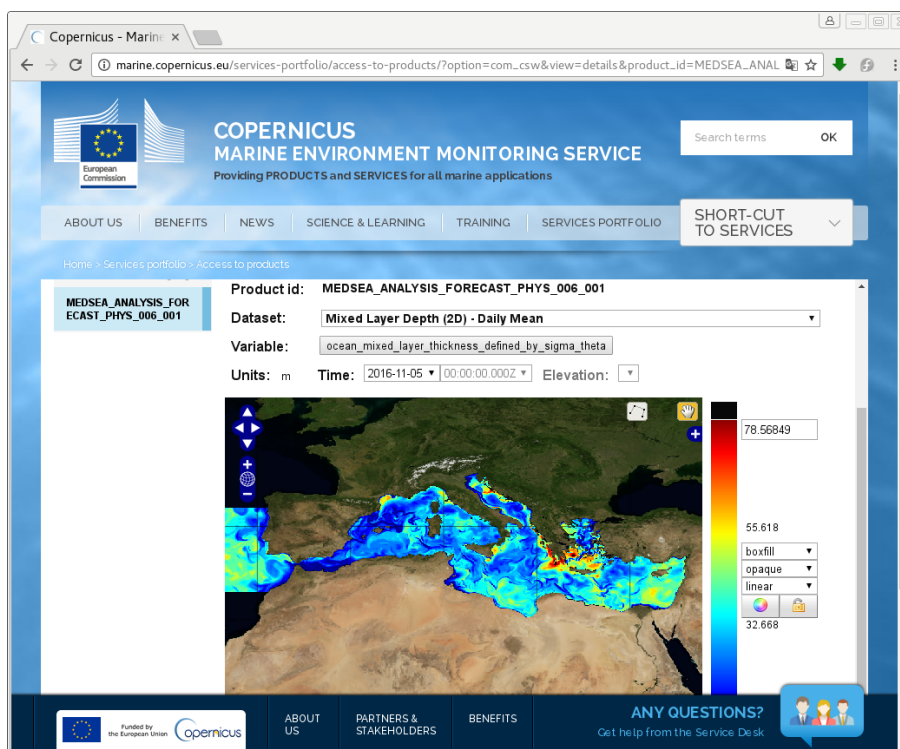 Copernicus - Marine
marine.copernicus.eu/services-portfolio/access-to-products/?option=com_csw&view=details&product_id=MEDSEA_ANAL
European
Commission
COPERNICUS
MARINE ENVIRONMENT MONITORING SERVICE
Providing PRODUCTS and SERVICES for all marine applications
Search terms OK
ABOUT US BENEFITS NEWS SCIENCE & LEARNING TRAINING SERVICES PORTFOLIO
SHORT-CUT
TO SERVICES
Home > Services portfolio > Access to products
MEDSEA_ANALYSIS_FOR
ECAST_PHYS_006_001
Product id: MEDSEA_ANALYSIS_FORECAST_PHYS_006_001
Dataset: Mixed Layer Depth (2D) - Daily Mean
Variable: ocean_mixed_layer_thickness_defined_by_sigma_theta
Units: m Time: 2016-11-05 00:00:00.000Z Elevation:
78.56849
55.618
boxfill
opaque
linear
32.668
Funded by
the European Union
opernicus
ABOUT
US
PARTNERS &
STAKEHOLDERS
BENEFITS
ANY QUESTIONS?
Get help from the Service Desk